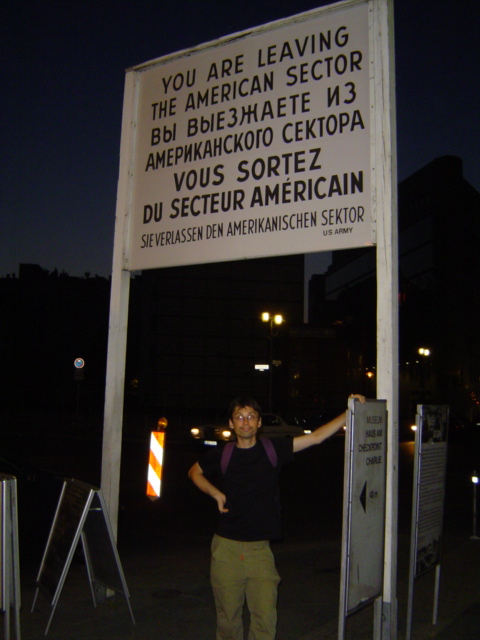 YOU ARE LEAVING
THE AMERICAN SECTOR
ВЫ ВЫЕЗЖАЕТЕ ИЗ
АМЕРИКАНСКОГО СЕКТОРА
VOUS SORTEZ
DU SECTEUR AMÉRICAIN
SIE VERLASSEN DEN AMERIKANISCHEN SEKTOR
U.S. ARMY
MUSEUM
HAUS AM
CHECKPOINT
CHARLIE